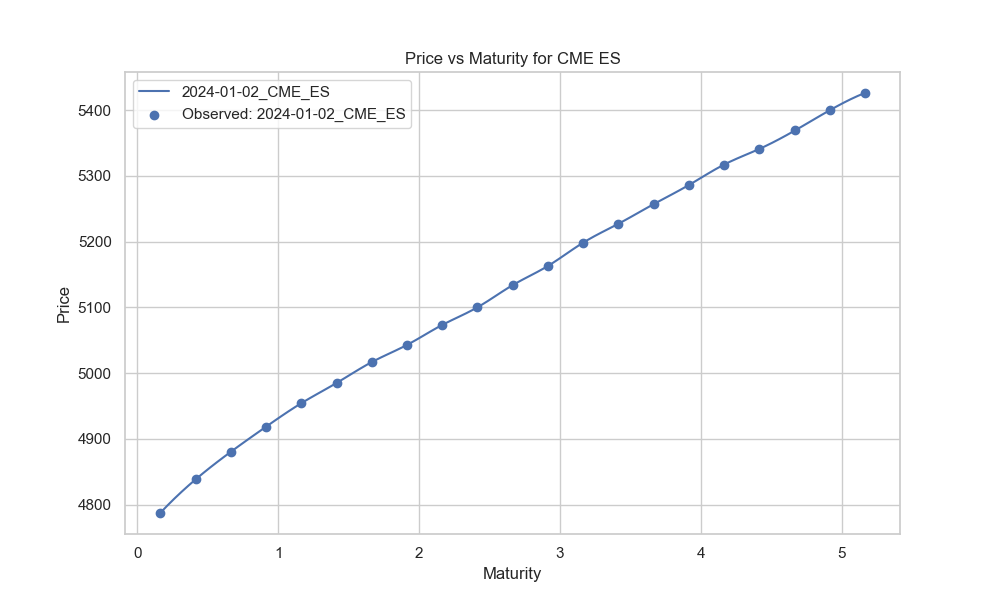 Price vs Maturity for CME ES
2024-01-02_CME_ES
Observed: 2024-01-02_CME_ES
5400
5300
5200
5100
5000
4900
4800
Price
0 1 2 3 4 5
Maturity